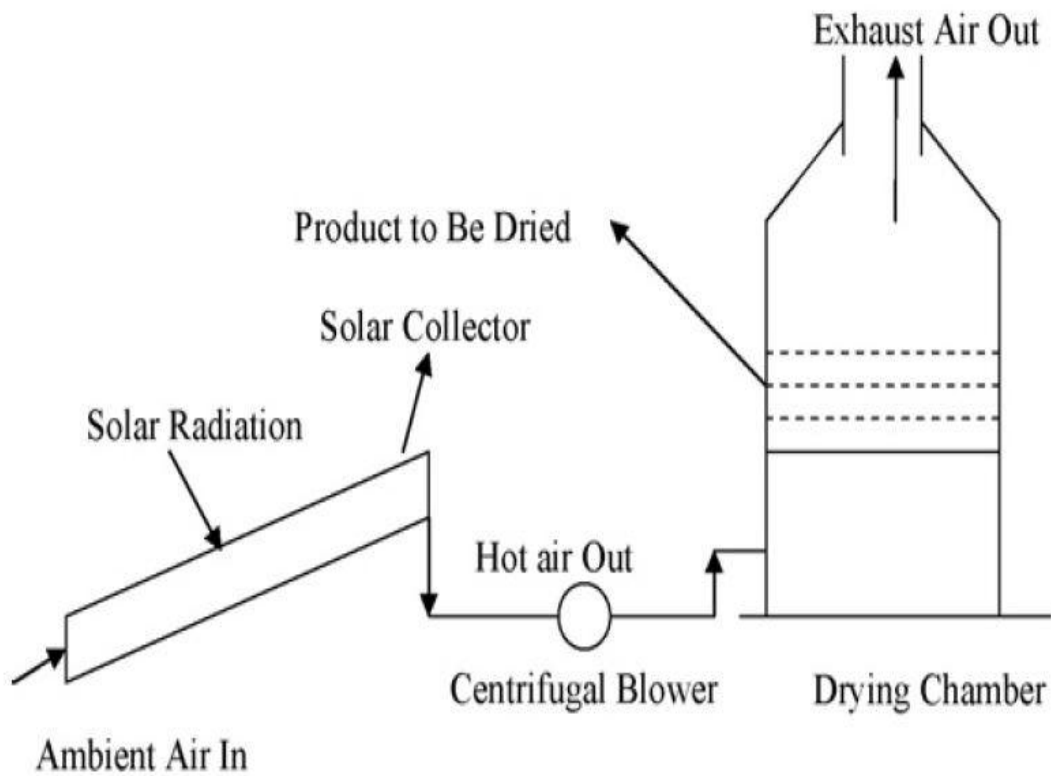 Exhaust Air Out
Product to Be Dried
Solar Collector
Solar Radiation
Hot air Out
Centrifugal Blower
Drying Chamber
Ambient Air In